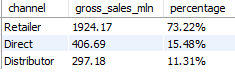 channel gross_sales_mln percentage
Retailer 1924.17 73.22%
Direct 406.69 15.48%
Distributor 297.18 11.31%